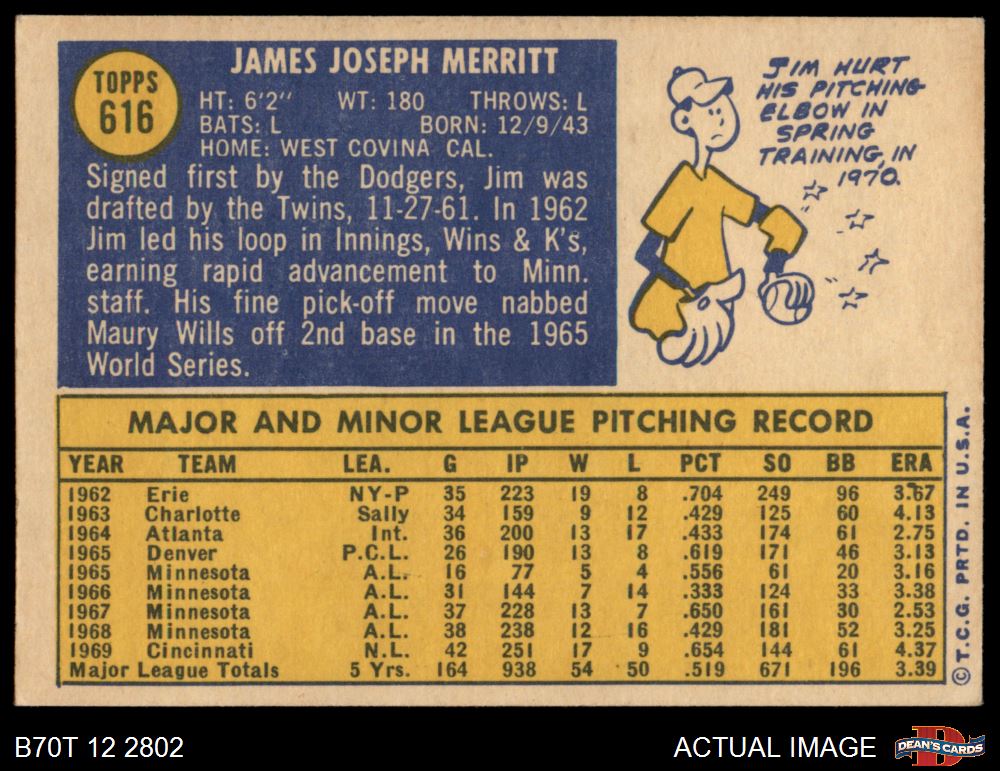 TOPPS
616
JAMES JOSEPH MERRITT
HT: 6'2" WT: 180 THROWS: L
BATS: L BORN: 12/9/43
HOME: WEST COVINA CAL.
Signed first by the Dodgers, Jim was
drafted by the Twins, 11-27-61. In 1962
Jim led his loop in Innings, Wins & K's,
earning rapid advancement to Minn.
staff. His fine pick-off move nabbed
Maury Wills off 2nd base in the 1965
World Series.
JIM HURT
HIS PITCHING
ELBOW IN
SPRING
TRAINING, IN
1970.
MAJOR AND MINOR LEAGUE PITCHING RECORD
YEAR TEAM LEA. G IP W L PCT SO BB ERA
1962 Erie NY-P 35 223 19 8 .704 249 96 3.67
1963 Charlotte Sally 34 159 9 12 .429 125 60 4.13
1964 Atlanta Int. 36 200 13 17 .433 174 61 2.75
1965 Denver P.C.L. 26 190 13 8 .619 171 46 3.13
1965 Minnesota A.L. 16 77 5 4 .556 61 20 3.16
1966 Minnesota A.L. 31 144 7 14 .333 124 33 3.38
1967 Minnesota A.L. 37 228 13 7 .650 161 30 2.53
1968 Minnesota A.L. 38 238 12 16 .429 181 52 3.25
1969 Cincinnati N.L. 42 251 17 9 .654 144 61 4.37
Major League Totals 5 Yrs. 164 938 54 50 .519 671 196 3.39
© T.C.G. PRTD. IN U.S.A.
B70T 12 2802
ACTUAL IMAGE
DEAN'S CARDS